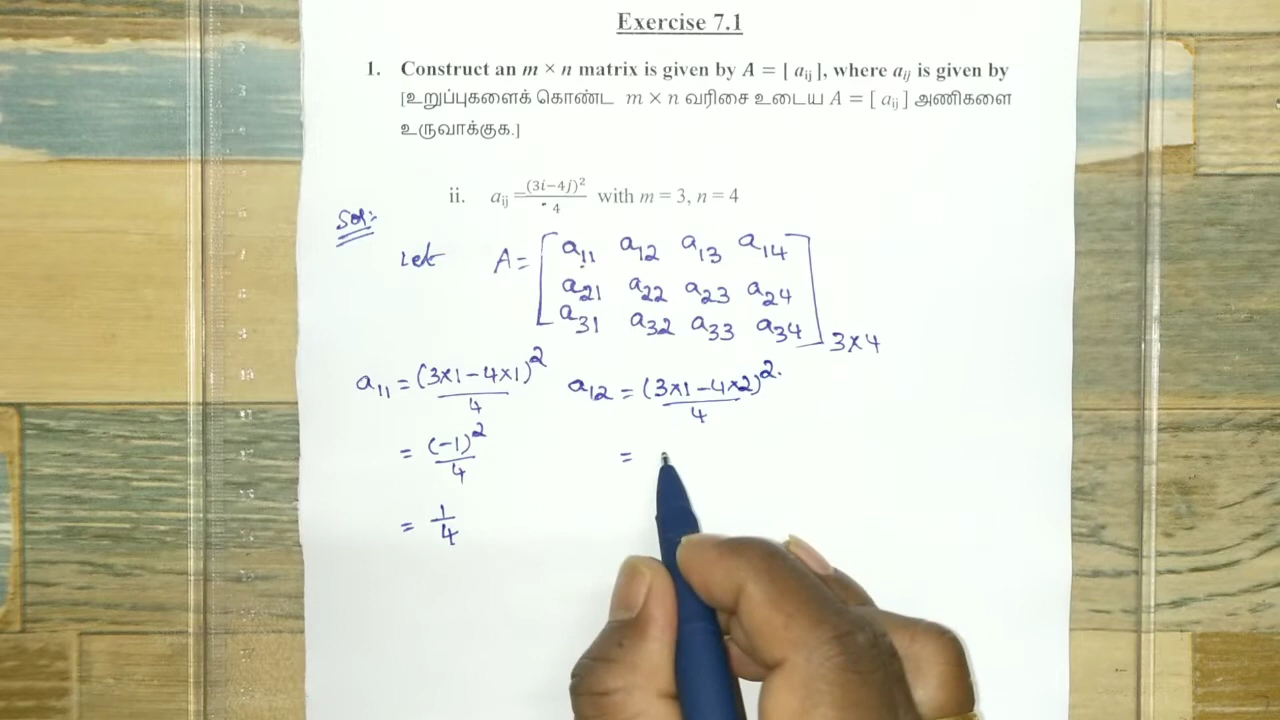 Exercise 7.1
1. Construct an m × n matrix is given by A = [ aij ], where aij is given by
[உறுப்புகளைக் கொண்ட m × n வரிசை உடைய A = [ aij ] அணிகளை
உருவாக்குக.]
ii. aij = (3i−4j)²/4 with m = 3, n = 4
Sol:-
Let A = [ a11 a12 a13 a14
a21 a22 a23 a24
a31 a32 a33 a34 ] 3×4
a11 = (3×1−4×1)²/4 a12 = (3×1−4×2)²/4
= (−1)²/4 =
= 1/4